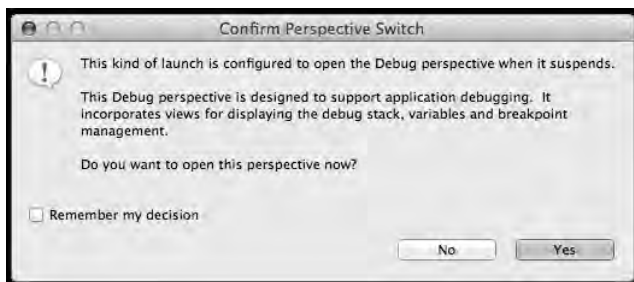 Confirm Perspective Switch
This kind of launch is configured to open the Debug perspective when it suspends.
This Debug perspective is designed to support application debugging. It
incorporates views for displaying the debug stack, variables and breakpoint
management.
Do you want to open this perspective now?
Remember my decision
No
Yes